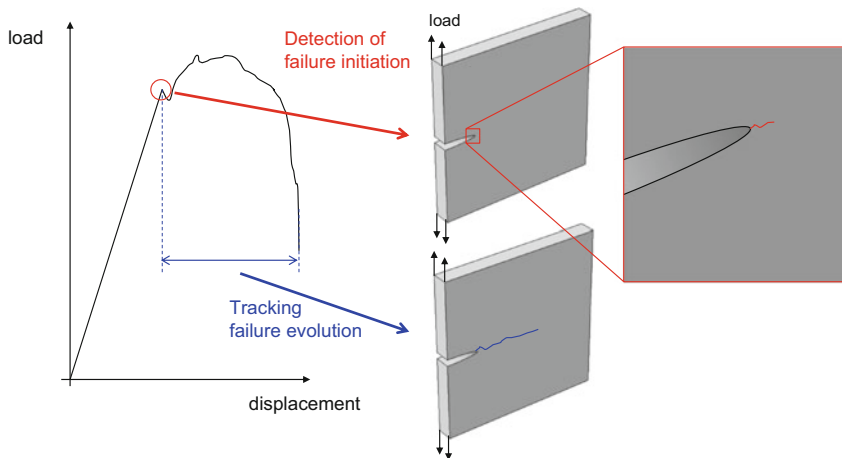 load
Detection of
failure initiation
load
Tracking
failure evolution
displacement